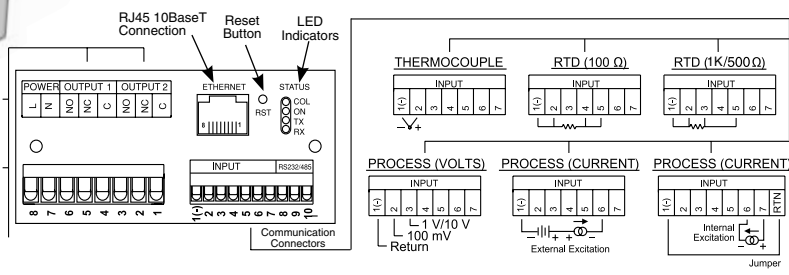 RJ45 10BaseT
Connection
Reset
Button
LED
Indicators
POWER OUTPUT 1 OUTPUT 2
L N NO NC C NO NC C
ETHERNET
8 1
RST
STATUS
COL
ON
TX
RX
INPUT RS232/485
8 7 6 5 4 3 2 1
1(-) 2 3 4 5 6 7 8 9 10
Communication
Connectors
THERMOCOUPLE
INPUT
1(-) 2 3 4 5 6 7
- +
RTD (100 Ω)
INPUT
1(-) 2 3 4 5 6 7
RTD (1K/500 Ω)
INPUT
1(-) 2 3 4 5 6 7
PROCESS (VOLTS)
INPUT
1(-) 2 3 4 5 6 7
1 V/10 V
100 mV
Return
PROCESS (CURRENT)
INPUT
1(-) 2 3 4 5 6 7
- + + -
External Excitation
PROCESS (CURRENT)
INPUT
1(-) 2 3 4 5 6 7 RTN
Internal
Excitation
- +
Jumper